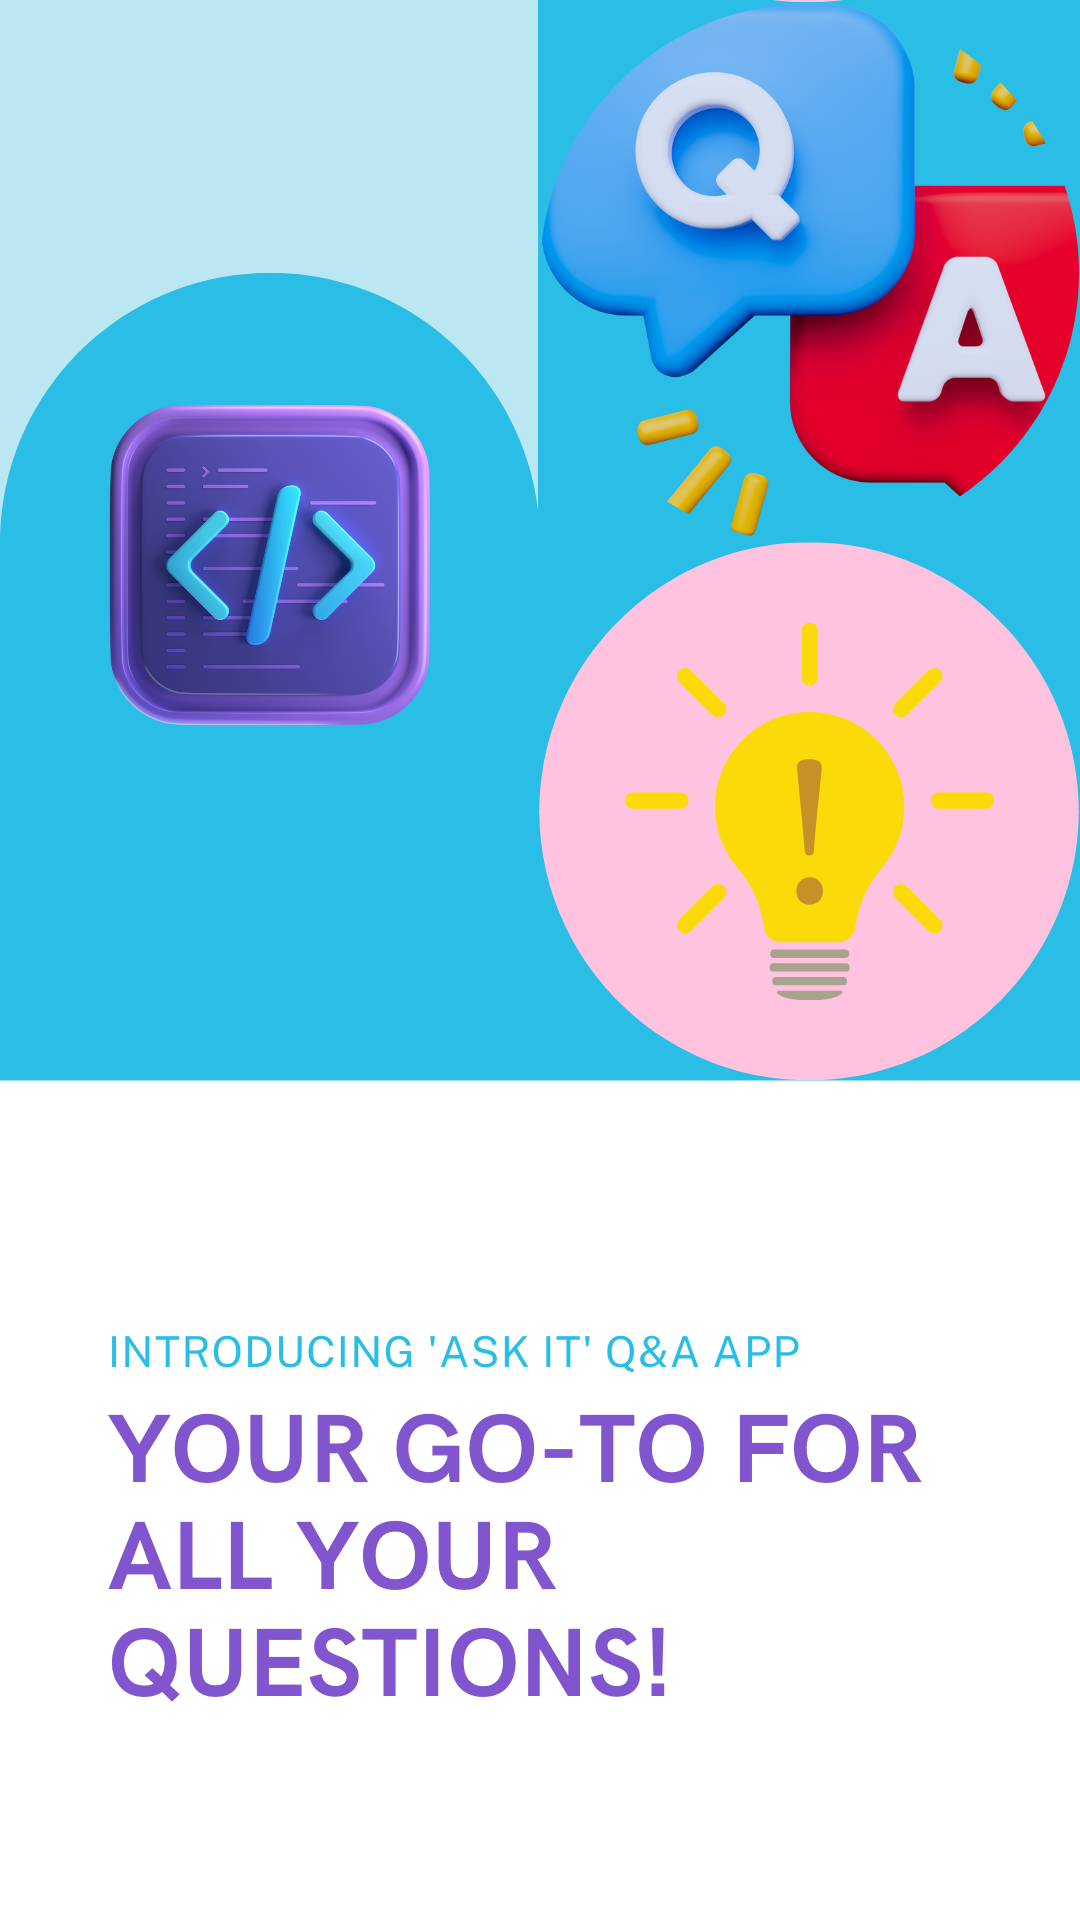 Q
A
</>
!
INTRODUCING 'ASK IT' Q&A APP
YOUR GO-TO FOR
ALL YOUR
QUESTIONS!